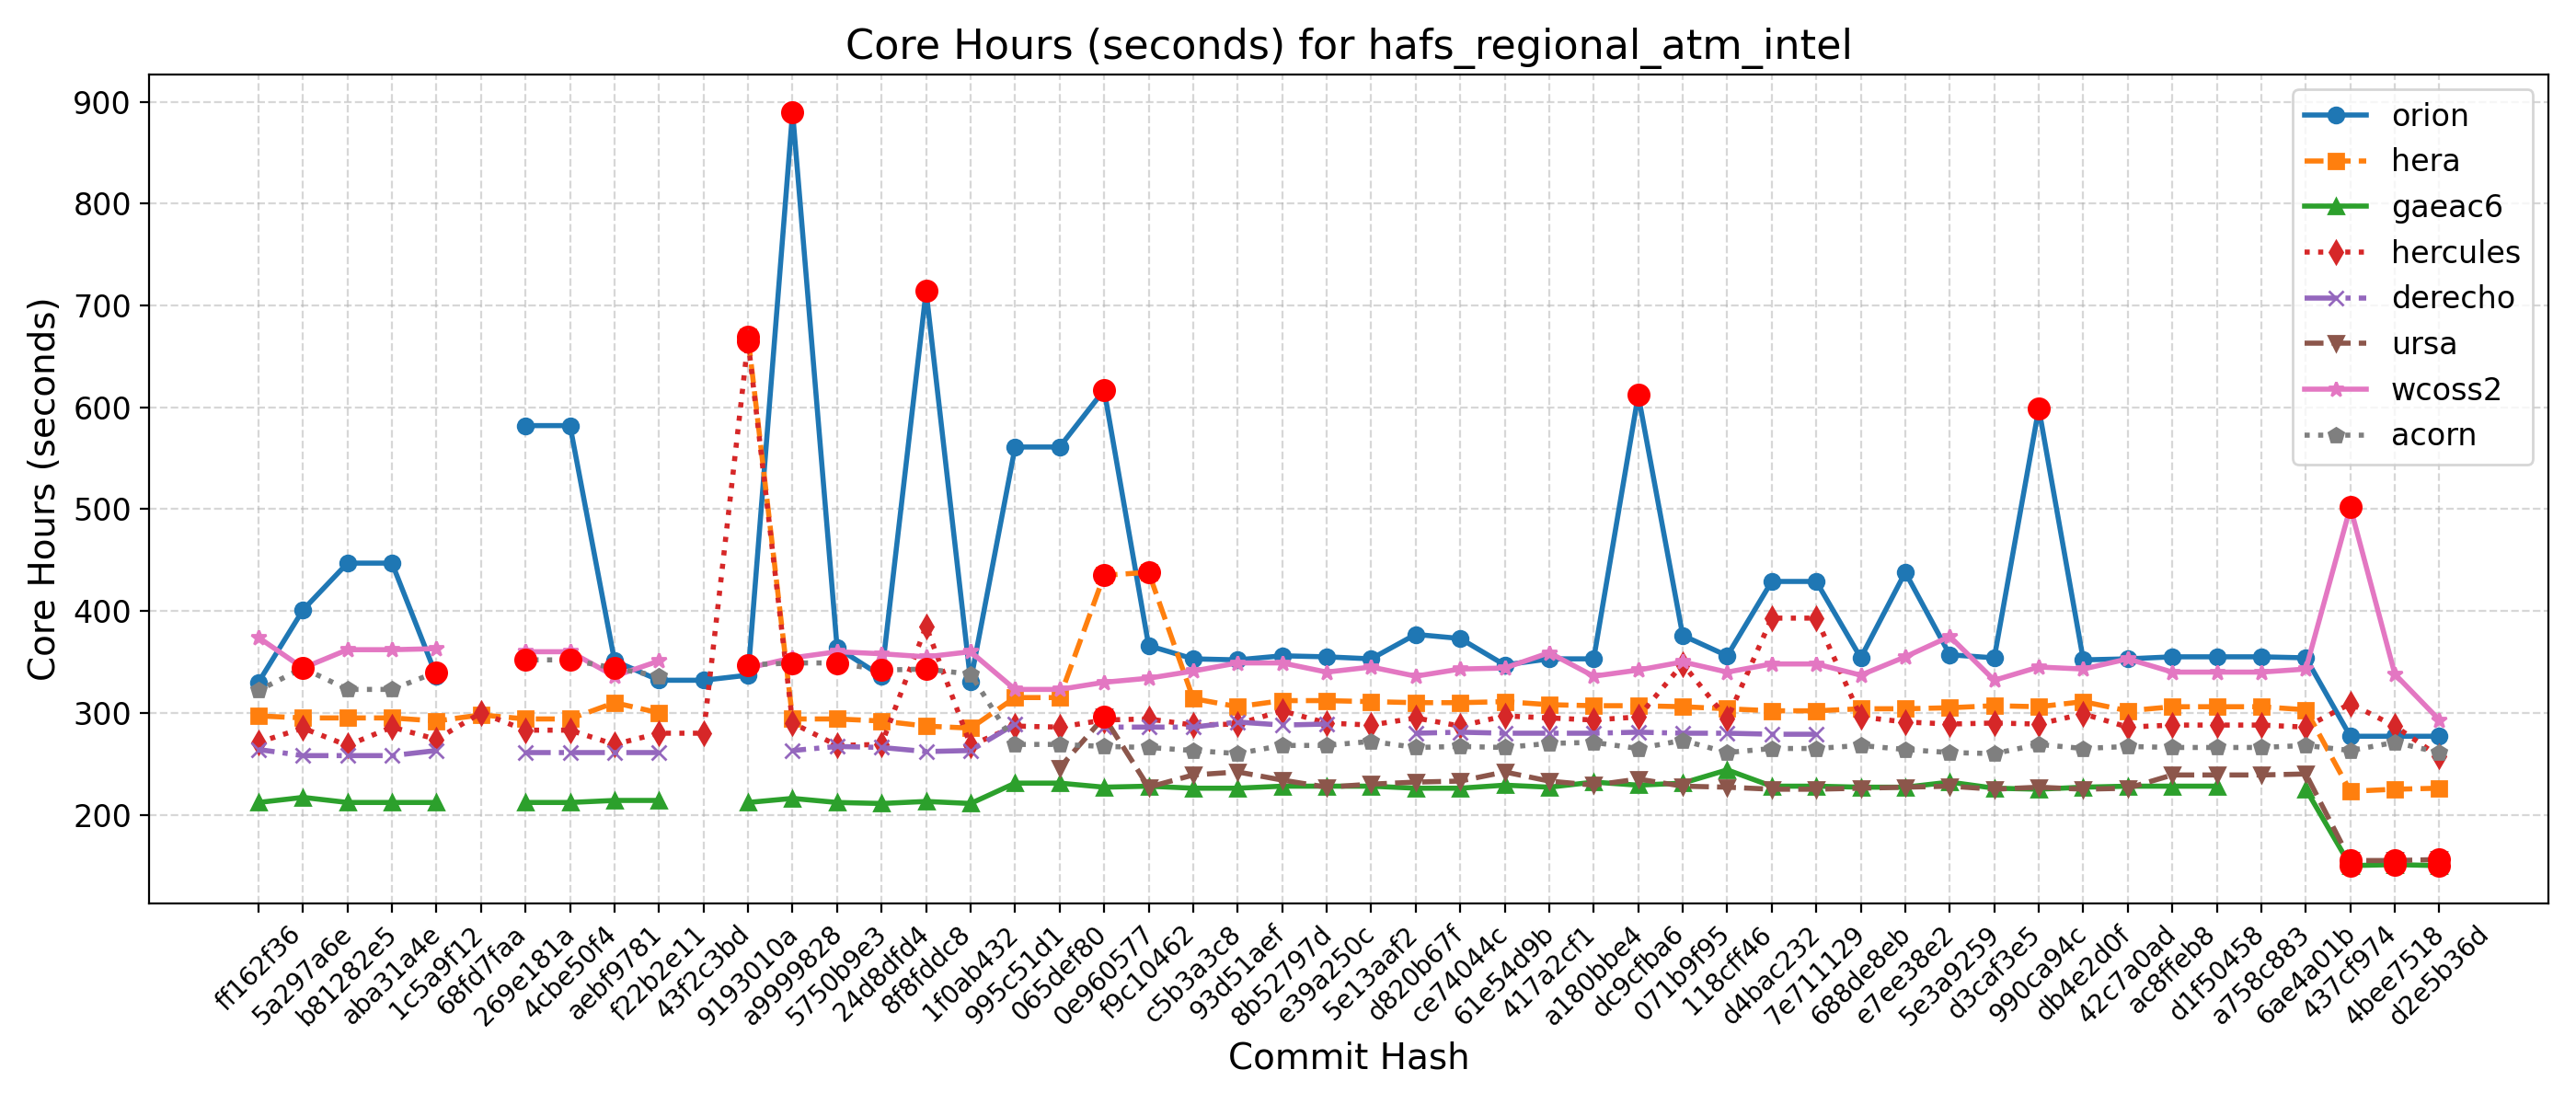 Core Hours (seconds) for hafs_regional_atm_intel
Core Hours (seconds)
900
800
700
600
500
400
300
200
orion
hera
gaeac6
hercules
derecho
ursa
wcoss2
acorn
ff162f36
5a297a6e
b81282e5
aba31a4e
1c5a9f12
68fd7faa
269e181a
4cbe50f4
aebf9781
f22b2e11
43f2c3bd
9193010a
a9999828
5750b9e3
24d8dfd4
8f8fddc8
1f0ab432
995c51d1
065def80
0e960577
f9c10462
c5b3a3c8
93d51aef
8b52797d
e39a250c
5e13aaf2
d820b67f
ce74044c
61e54d9b
417a2cf1
a180bbe4
dc9cfba6
071b9f95
118cff46
d4bac232
7e711129
688de8eb
e7ee38e2
5e3a9259
d3caf3e5
990ca94c
db4e2d0f
42c7a0ad
ac8ffeb8
d1f50458
a758c883
6ae4a01b
437cf974
4bee7518
d2e5b36d
Commit Hash